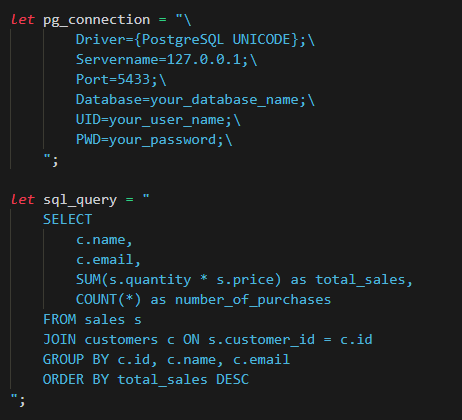 let pg_connection = "\
        Driver={PostgreSQL UNICODE};\
        Servername=127.0.0.1;\
        Port=5433;\
        Database=your_database_name;\
        UID=your_user_name;\
        PWD=your_password;\
    ";
let sql_query = "
    SELECT
        c.name,
        c.email,
        SUM(s.quantity * s.price) as total_sales,
        COUNT(*) as number_of_purchases
    FROM sales s
    JOIN customers c ON s.customer_id = c.id
    GROUP BY c.id, c.name, c.email
    ORDER BY total_sales DESC
";